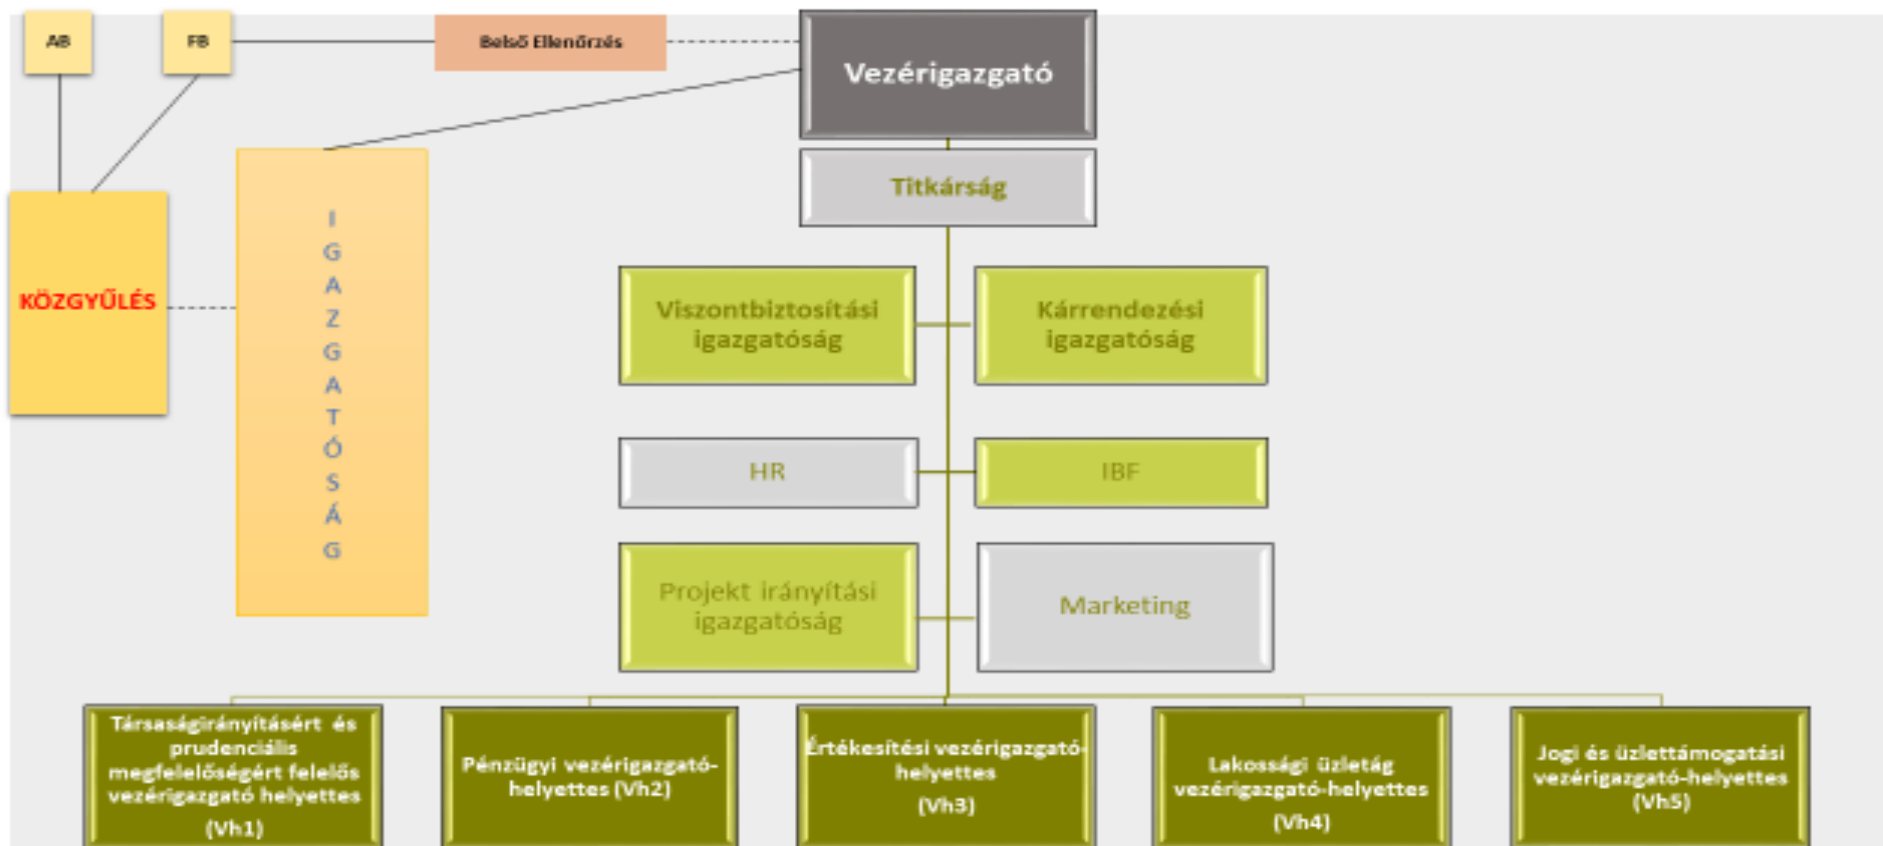 AB
FB
Belső Ellenőrzés
Vezérigazgató
Titkárság
KÖZGYŰLÉS
I
G
A
Z
G
A
T
Ó
S
Á
G
Viszontbiztosítási
igazgatóság
Kárrendezési
igazgatóság
HR
IBF
Projekt irányítási
igazgatóság
Marketing
Társaságirányításért és
prudenciális
megfelelőségért felelős
vezérigazgató helyettes
(Vh1)
Pénzügyi vezérigazgató-
helyettes (Vh2)
Értékesítési vezérigazgató-
helyettes
(Vh3)
Lakossági üzletág
vezérigazgató-helyettes
(Vh4)
Jogi és üzlettámogatási
vezérigazgató-helyettes
(Vh5)